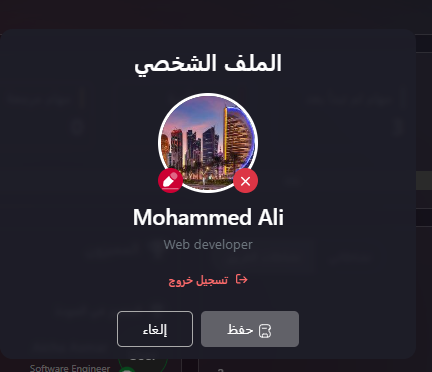 الملف الشخصي
Mohammed Ali
Web developer
تسجيل خروج
حفظ
إلغاء
Software Engineer